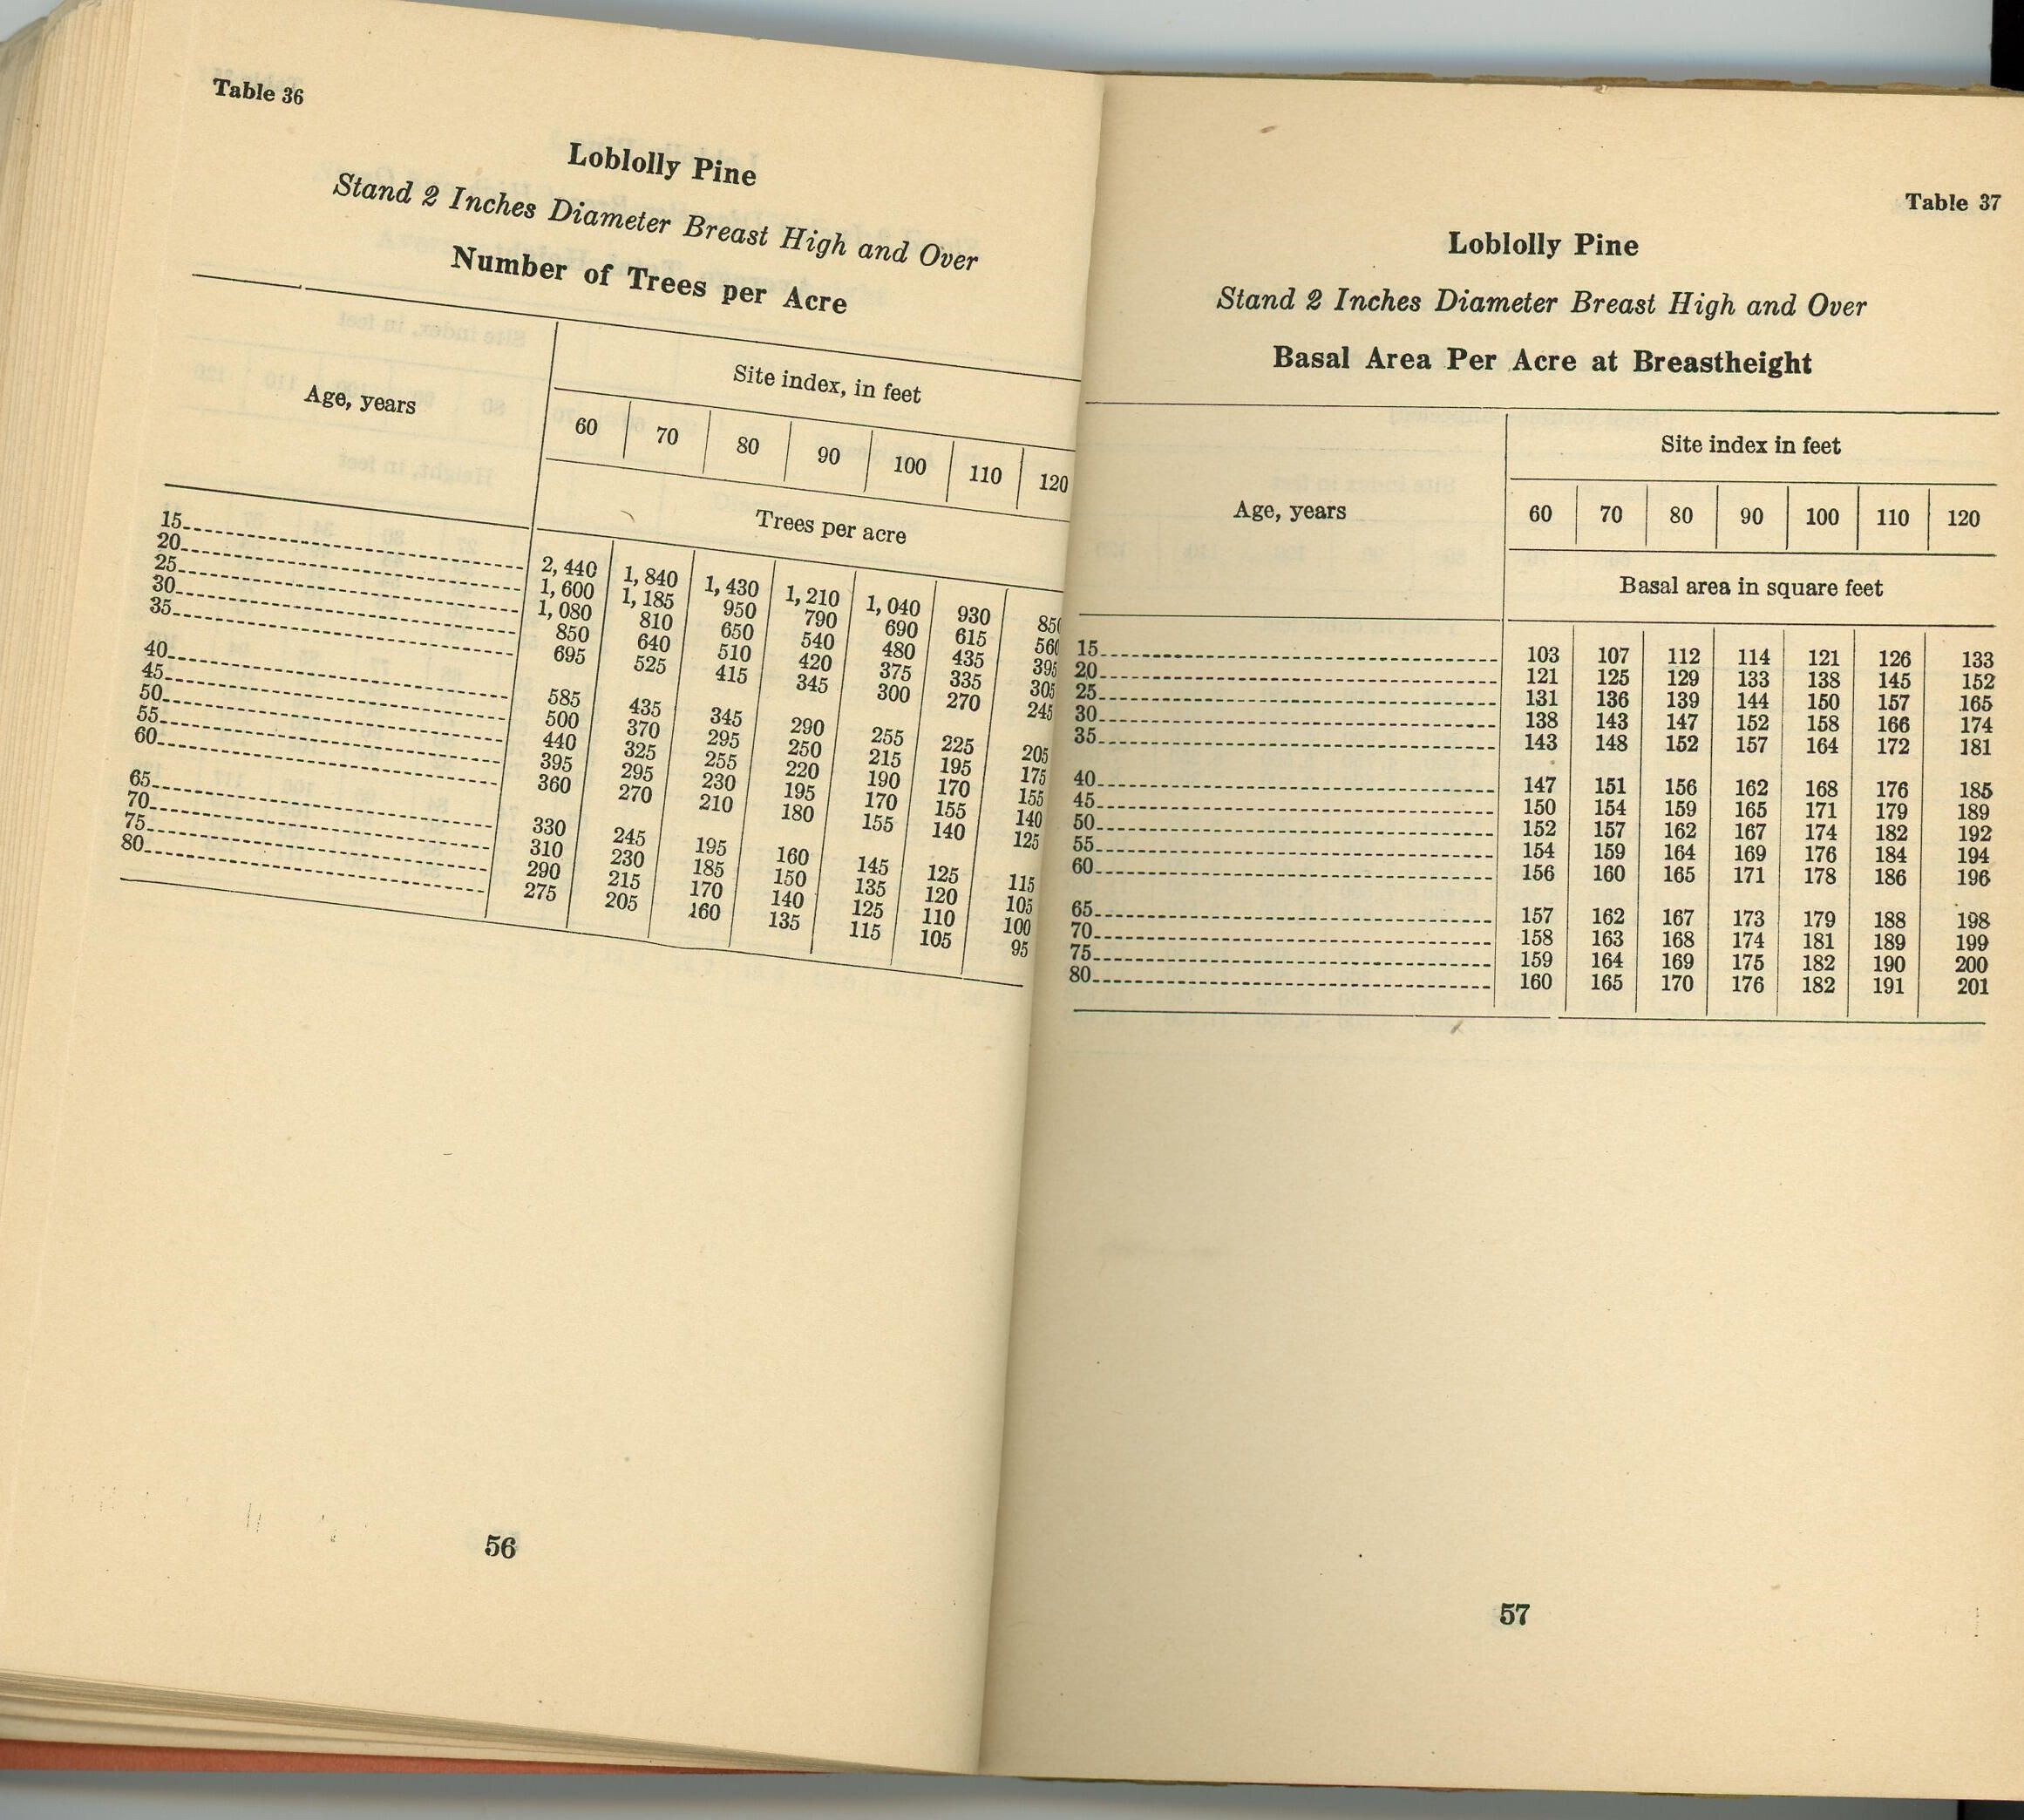 Table 36
Loblolly Pine
Stand 2 Inches Diameter Breast High and Over
Number of Trees per Acre
Age, years
Site index, in feet
60 70 80 90 100 110 120
Trees per acre
15 2,440 1,840 1,430 1,210 1,040 930 850
20 1,600 1,185 950 790 690 615 560
25 1,080 810 650 540 480 435 395
30 850 640 510 420 375 335 305
35 695 525 415 345 300 270 245
40 585 435 345 290 255 225 205
45 500 370 295 250 215 195 175
50 440 325 255 220 190 170 155
55 395 295 230 195 170 155 140
60 360 270 210 180 155 140 125
65 330 245 195 160 145 125 115
70 310 230 185 150 135 120 105
75 290 215 170 140 125 110 100
80 275 205 160 135 115 105 95
56
Table 37
Loblolly Pine
Stand 2 Inches Diameter Breast High and Over
Basal Area Per Acre at Breastheight
Age, years
Site index in feet
60 70 80 90 100 110 120
Basal area in square feet
15 103 107 112 114 121 126 133
20 121 125 129 133 138 145 152
25 131 136 139 144 150 157 165
30 138 143 147 152 158 166 174
35 143 148 152 157 164 172 181
40 147 151 156 162 168 176 185
45 150 154 159 165 171 179 189
50 152 157 162 167 174 182 192
55 154 159 164 169 176 184 194
60 156 160 165 171 178 186 196
65 157 162 167 173 179 188 198
70 158 163 168 174 181 189 199
75 159 164 169 175 182 190 200
80 160 165 170 176 182 191 201
57